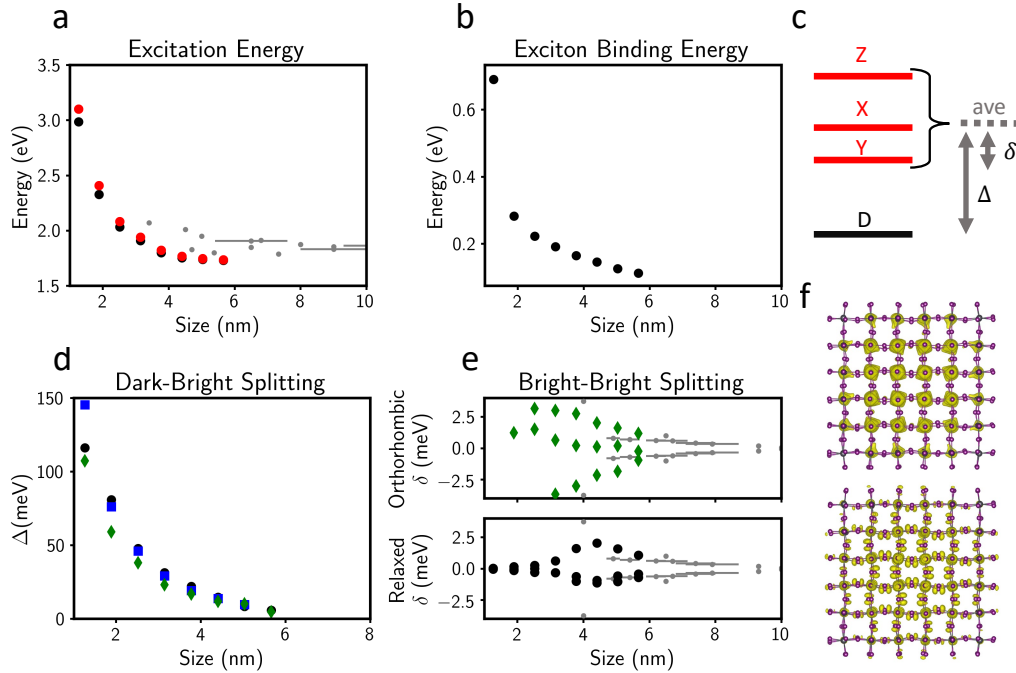 a
Excitation Energy
3.5
3.0
2.5
2.0
1.5
Energy (eV)
2
4
6
8
10
Size (nm)
b
Exciton Binding Energy
0.6
0.4
0.2
Energy (eV)
2
4
6
8
10
Size (nm)
c
Z
X
Y
D
ave
δ
Δ
d
Dark-Bright Splitting
150
100
50
0
Δ(meV)
2
4
6
8
Size (nm)
e
Bright-Bright Splitting
Orthorhombic
δ (meV)
2.5
0.0
−2.5
Relaxed
δ (meV)
2.5
0.0
−2.5
2
4
6
8
10
Size (nm)
f